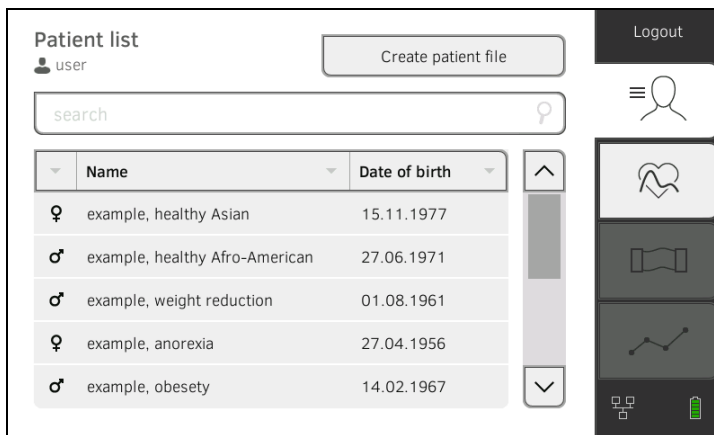 Patient list
user
Create patient file
Logout
search
Name Date of birth
♀ example, healthy Asian 15.11.1977
♂ example, healthy Afro-American 27.06.1971
♂ example, weight reduction 01.08.1961
♀ example, anorexia 27.04.1956
♂ example, obesety 14.02.1967